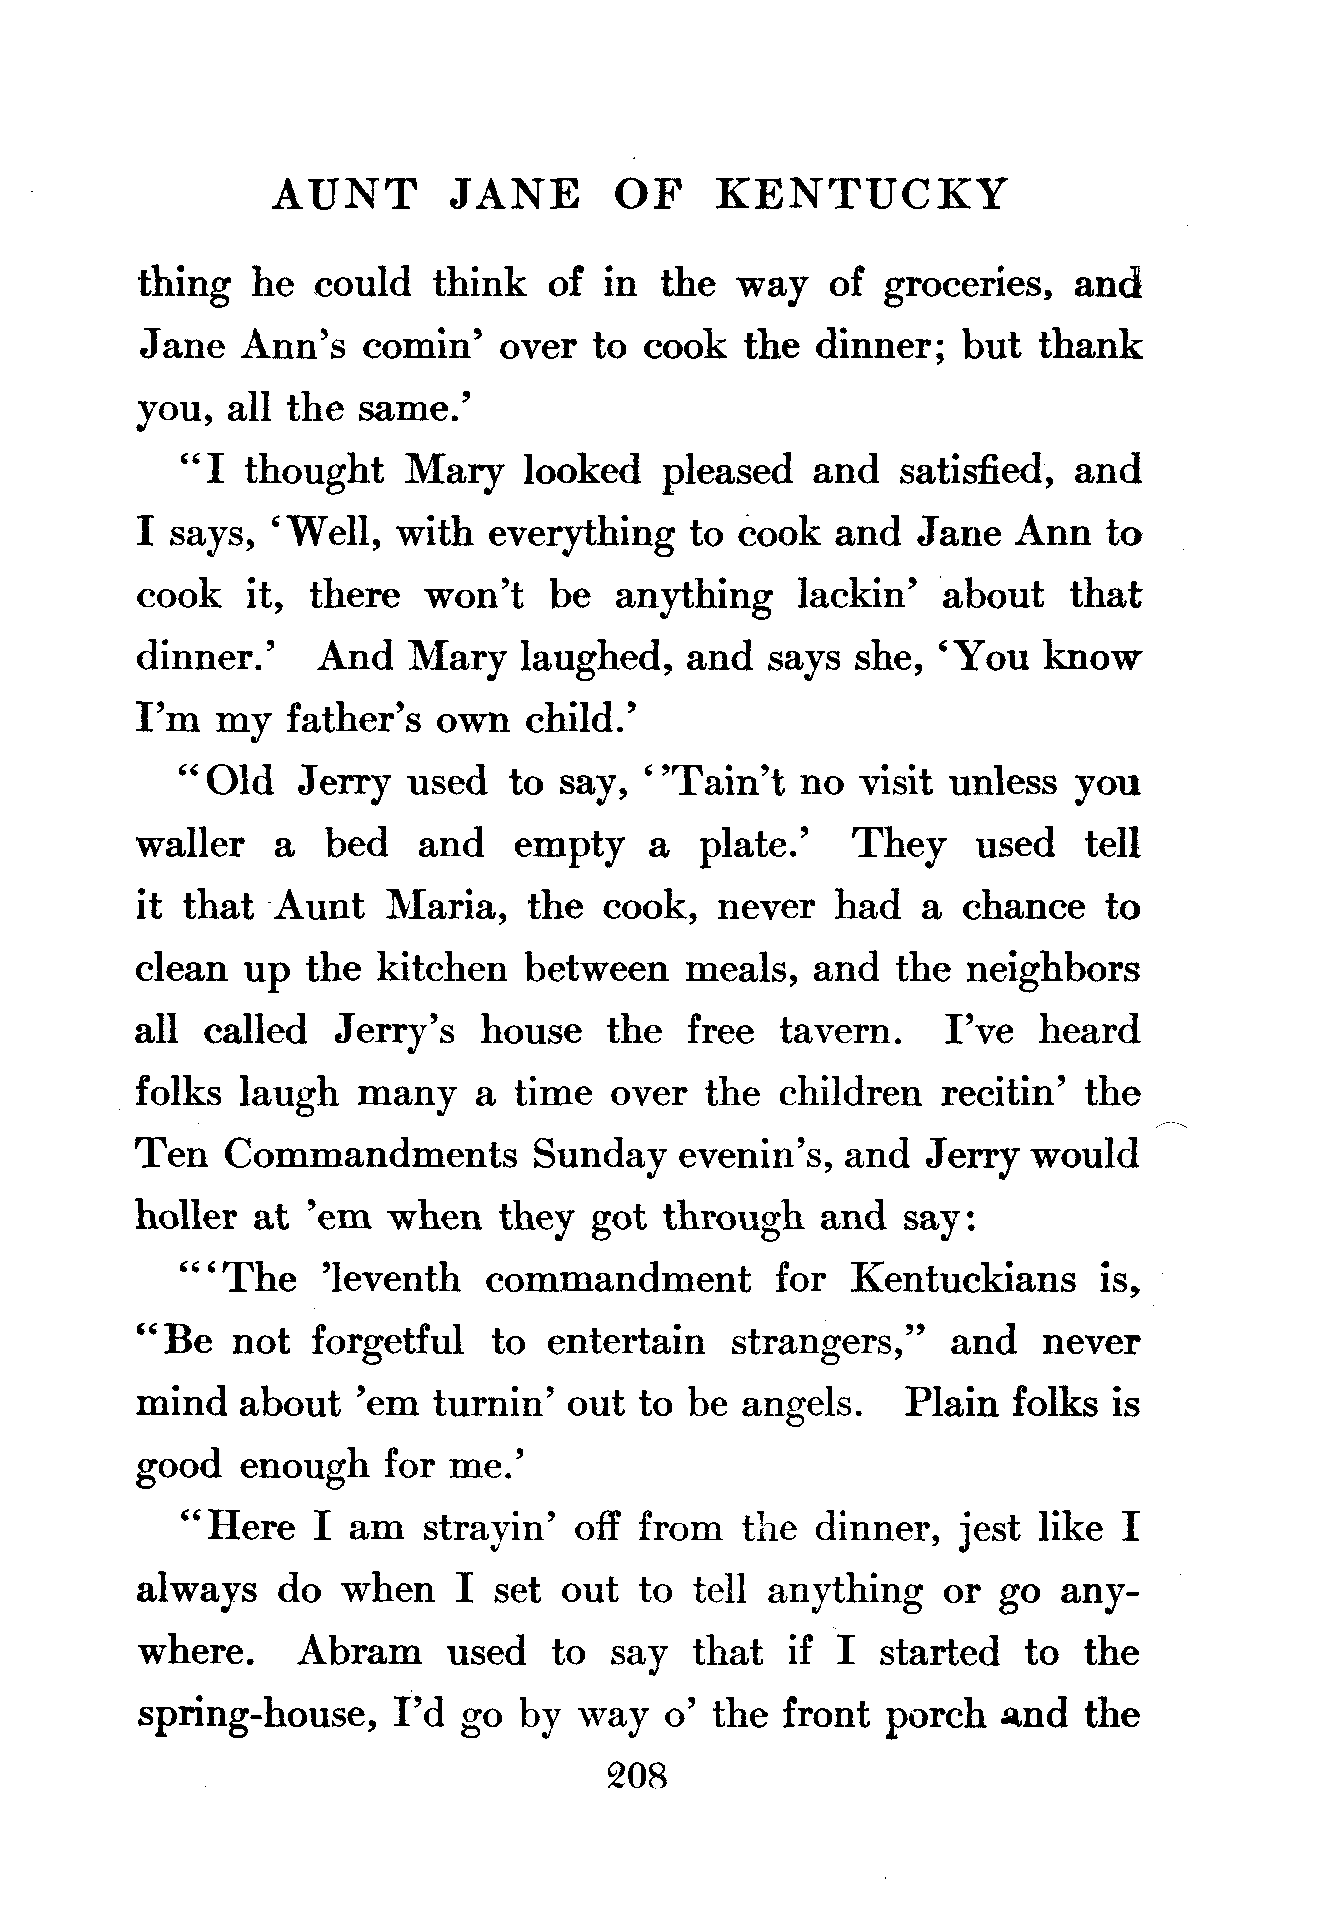 AUNT JANE OF KENTUCKY
thing he could think of in the way of groceries, and
Jane Ann’s comin’ over to cook the dinner; but thank
you, all the same.’
“I thought Mary looked pleased and satisfied, and
I says, ‘Well, with everything to cook and Jane Ann to
cook it, there won’t be anything lackin’ about that
dinner.’ And Mary laughed, and says she, ‘You know
I’m my father’s own child.’
“Old Jerry used to say, ‘’Tain’t no visit unless you
waller a bed and empty a plate.’ They used tell
it that Aunt Maria, the cook, never had a chance to
clean up the kitchen between meals, and the neighbors
all called Jerry’s house the free tavern. I’ve heard
folks laugh many a time over the children recitin’ the
Ten Commandments Sunday evenin’s, and Jerry would
holler at ’em when they got through and say:
“‘The ’leventh commandment for Kentuckians is,
“Be not forgetful to entertain strangers,” and never
mind about ’em turnin’ out to be angels. Plain folks is
good enough for me.’
“Here I am strayin’ off from the dinner, jest like I
always do when I set out to tell anything or go any-
where. Abram used to say that if I started to the
spring-house, I’d go by way o’ the front porch and the
208